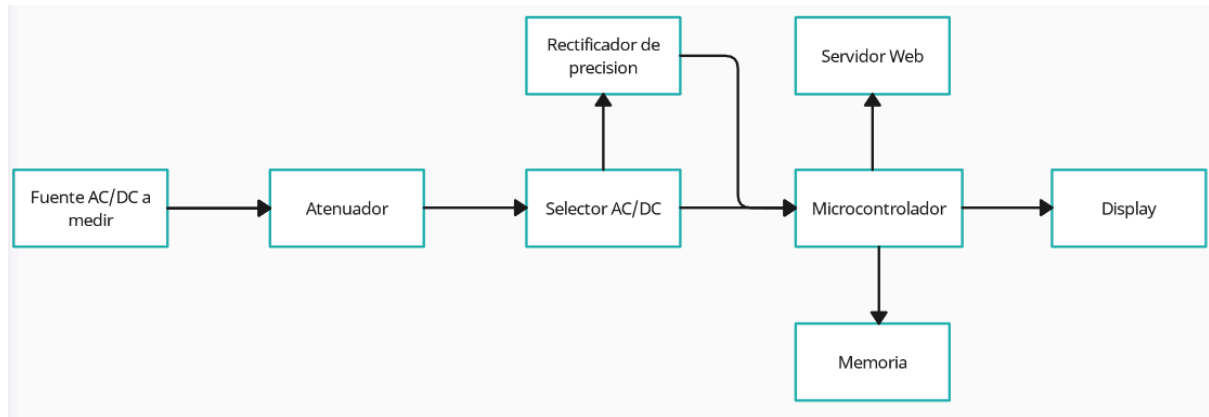 Rectificador de
precision
Servidor Web
Fuente AC/DC a
medir
Atenuador
Selector AC/DC
Microcontrolador
Display
Memoria